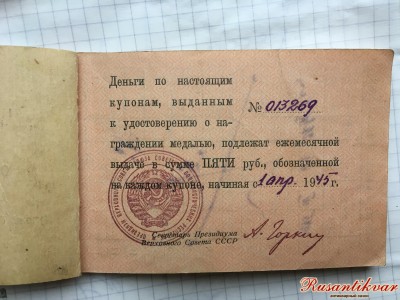 Деньги по настоящим
купонам, выданным
к удостоверению о на-
граждении медалью, подлежат ежемесячной
выдаче в сумме ПЯТИ руб., обозначенной
на каждом купоне, начиная с 1 апр. 1945 г.
№ 013269
Секретарь Президиума
Верховного Совета СССР
А. Горкин
Rusantikvar